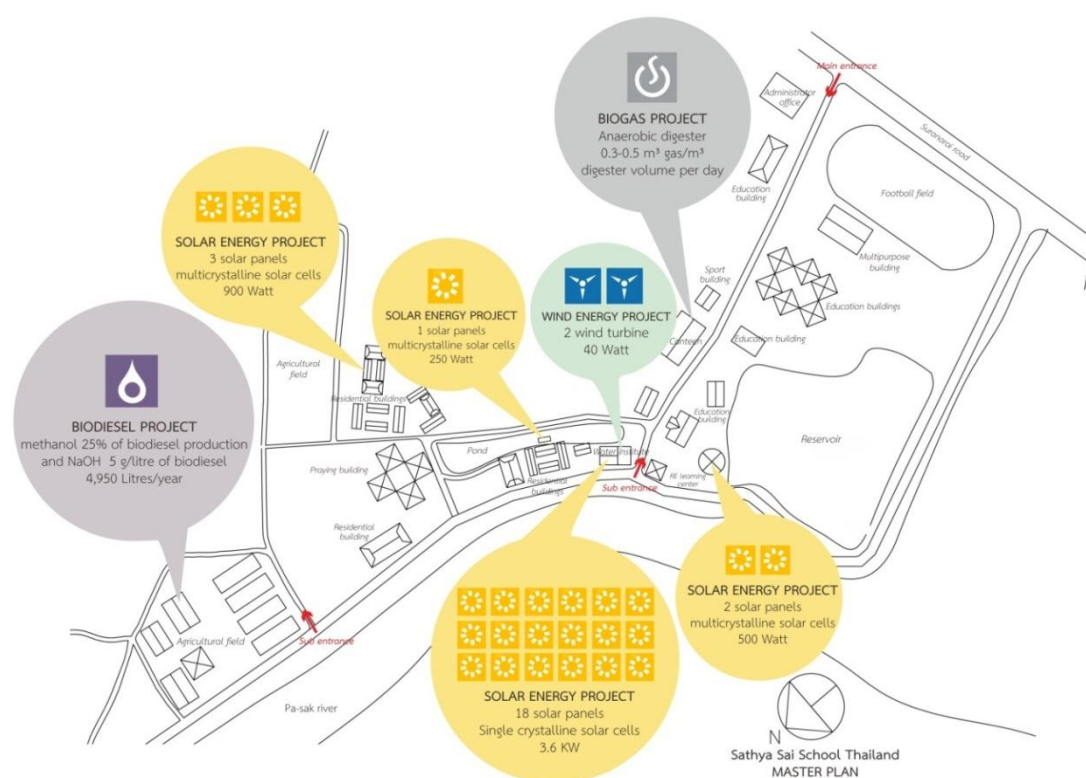 Main entrance
Administrator
office
Suranarai road
BIOGAS PROJECT
Anaerobic digester
0.3-0.5 m³ gas/m³
digester volume per day
Education
building
Football field
SOLAR ENERGY PROJECT
3 solar panels
multicrystalline solar cells
900 Watt
Multipurpose
building
Sport
building
SOLAR ENERGY PROJECT
1 solar panels
multicrystalline solar cells
250 Watt
WIND ENERGY PROJECT
2 wind turbine
40 Watt
Education buildings
Canteen
Education building
Agricultural
field
Residential buildings
BIODIESEL PROJECT
methanol 25% of biodiesel production
and NaOH 5 g/litre of biodiesel
4,950 Litres/year
Education
building
Reservoir
Pond
Water institute
Praying building
Residential
buildings
Sub entrance
RE learning
center
Residential
building
SOLAR ENERGY PROJECT
2 solar panels
multicrystalline solar cells
500 Watt
Agricultural field
Sub entrance
SOLAR ENERGY PROJECT
18 solar panels
Single crystalline solar cells
3.6 KW
Pa-sak river
N
Sathya Sai School Thailand
MASTER PLAN